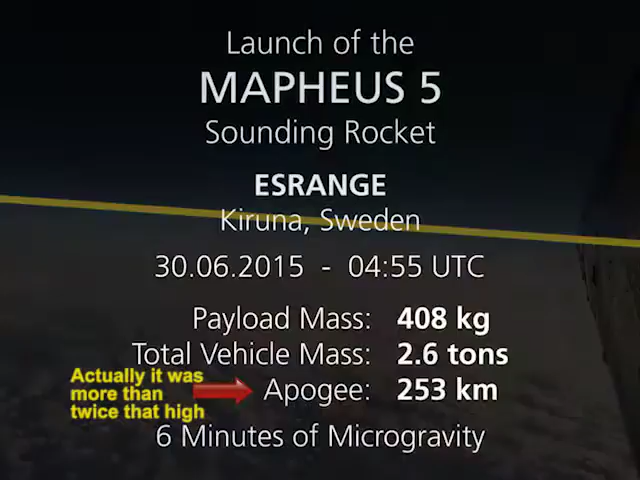 Launch of the
MAPHEUS 5
Sounding Rocket
ESRANGE
Kiruna, Sweden
30.06.2015 - 04:55 UTC
Payload Mass: 408 kg
Total Vehicle Mass: 2.6 tons
Actually it was
more than
twice that high
Apogee: 253 km
6 Minutes of Microgravity